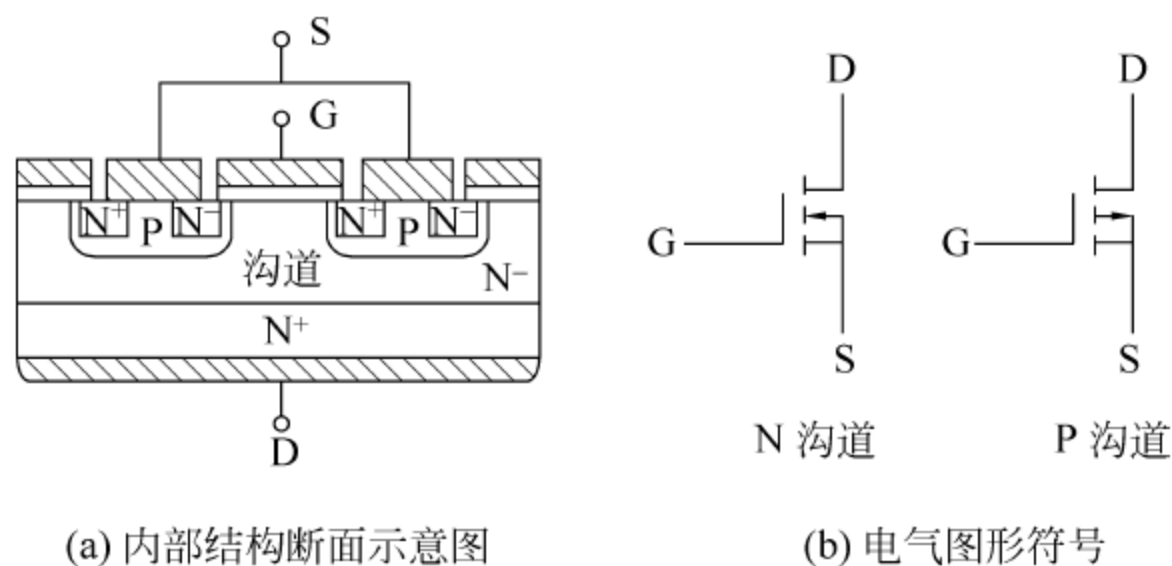 S
G
N⁺ P N⁻ N⁺ P N⁻
沟道
N⁻
N⁺
D
(a) 内部结构断面示意图
D D
G G
S S
N 沟道 P 沟道
(b) 电气图形符号